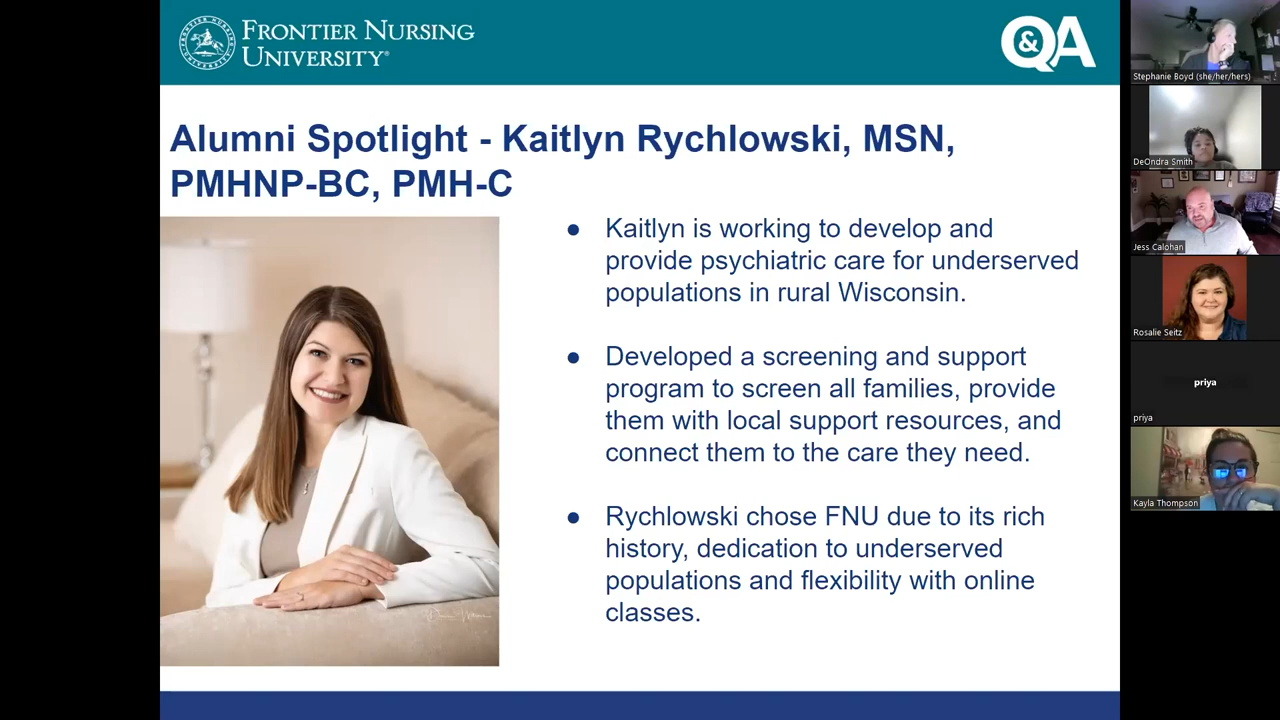 FRONTIER NURSING
UNIVERSITY®
Q&A
Alumni Spotlight - Kaitlyn Rychlowski, MSN,
PMHNP-BC, PMH-C
● Kaitlyn is working to develop and
provide psychiatric care for underserved
populations in rural Wisconsin.
● Developed a screening and support
program to screen all families, provide
them with local support resources, and
connect them to the care they need.
● Rychlowski chose FNU due to its rich
history, dedication to underserved
populations and flexibility with online
classes.
Stephanie Boyd (she/her/hers)
DeOndra Smith
Jess Calohan
Rosalie Seitz
priya
priya
Kayla Thompson